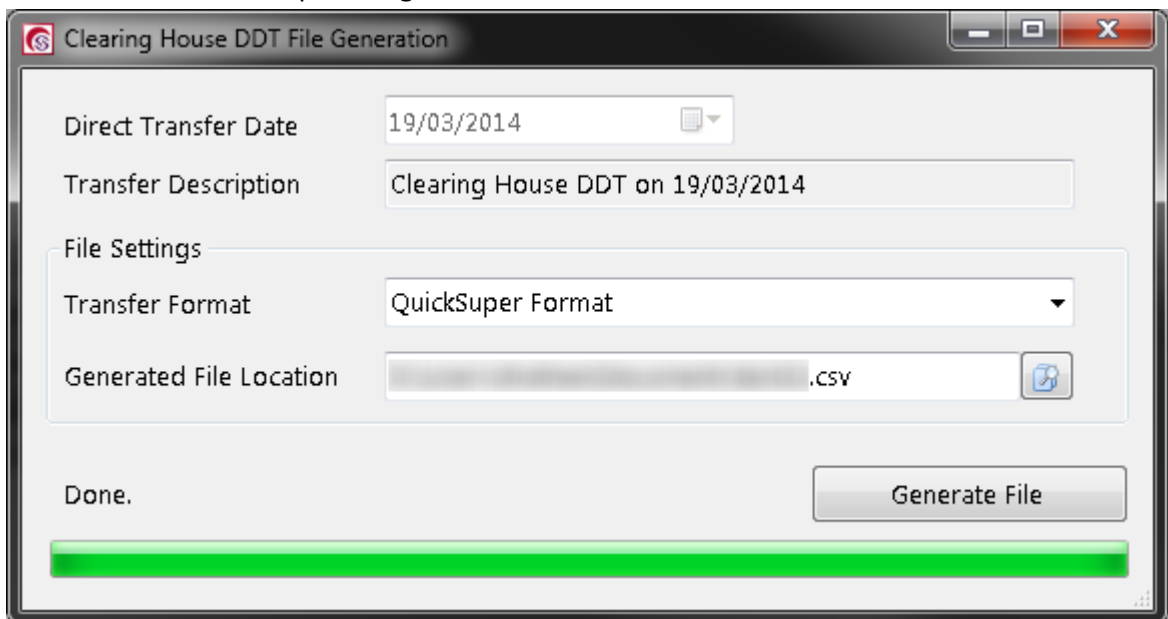 Clearing House DDT File Generation
Direct Transfer Date 19/03/2014
Transfer Description Clearing House DDT on 19/03/2014
File Settings
Transfer Format QuickSuper Format
Generated File Location .csv
Done. Generate File